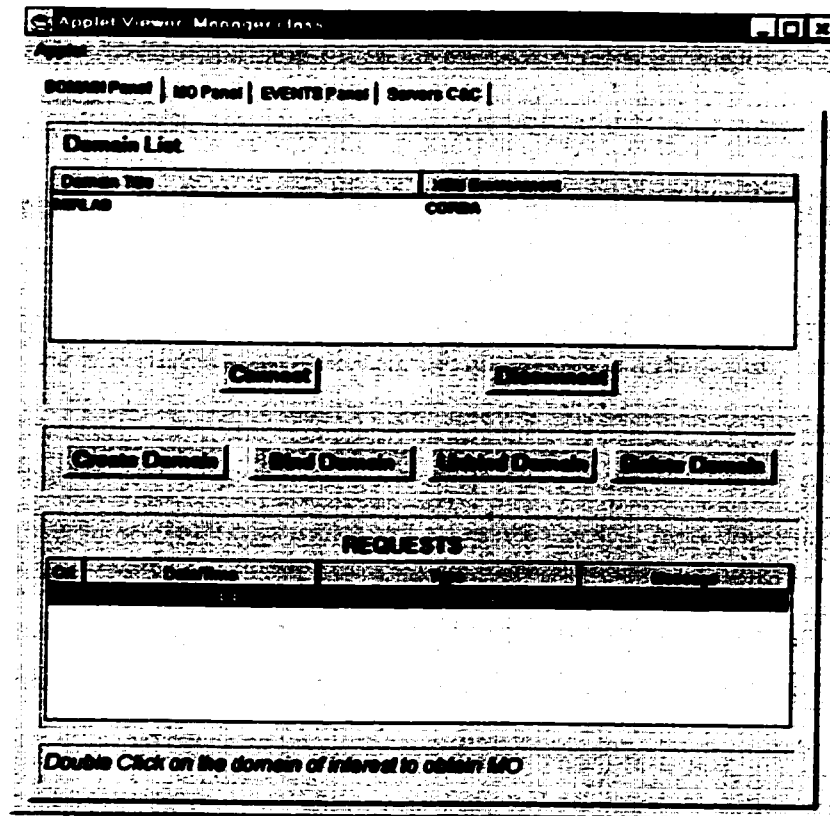 Applet Viewer: Manager.class
Applet
DOMAIN Panel | MO Panel | EVENTS Panel | Servers C&C
Domain List
Domain Title
Environment
CORBA
Connect Disconnect
Create Domain Bind Domain Unbind Domain Delete Domain
REQUESTS
Date/Time Message
Double Click on the domain of interest to obtain MO